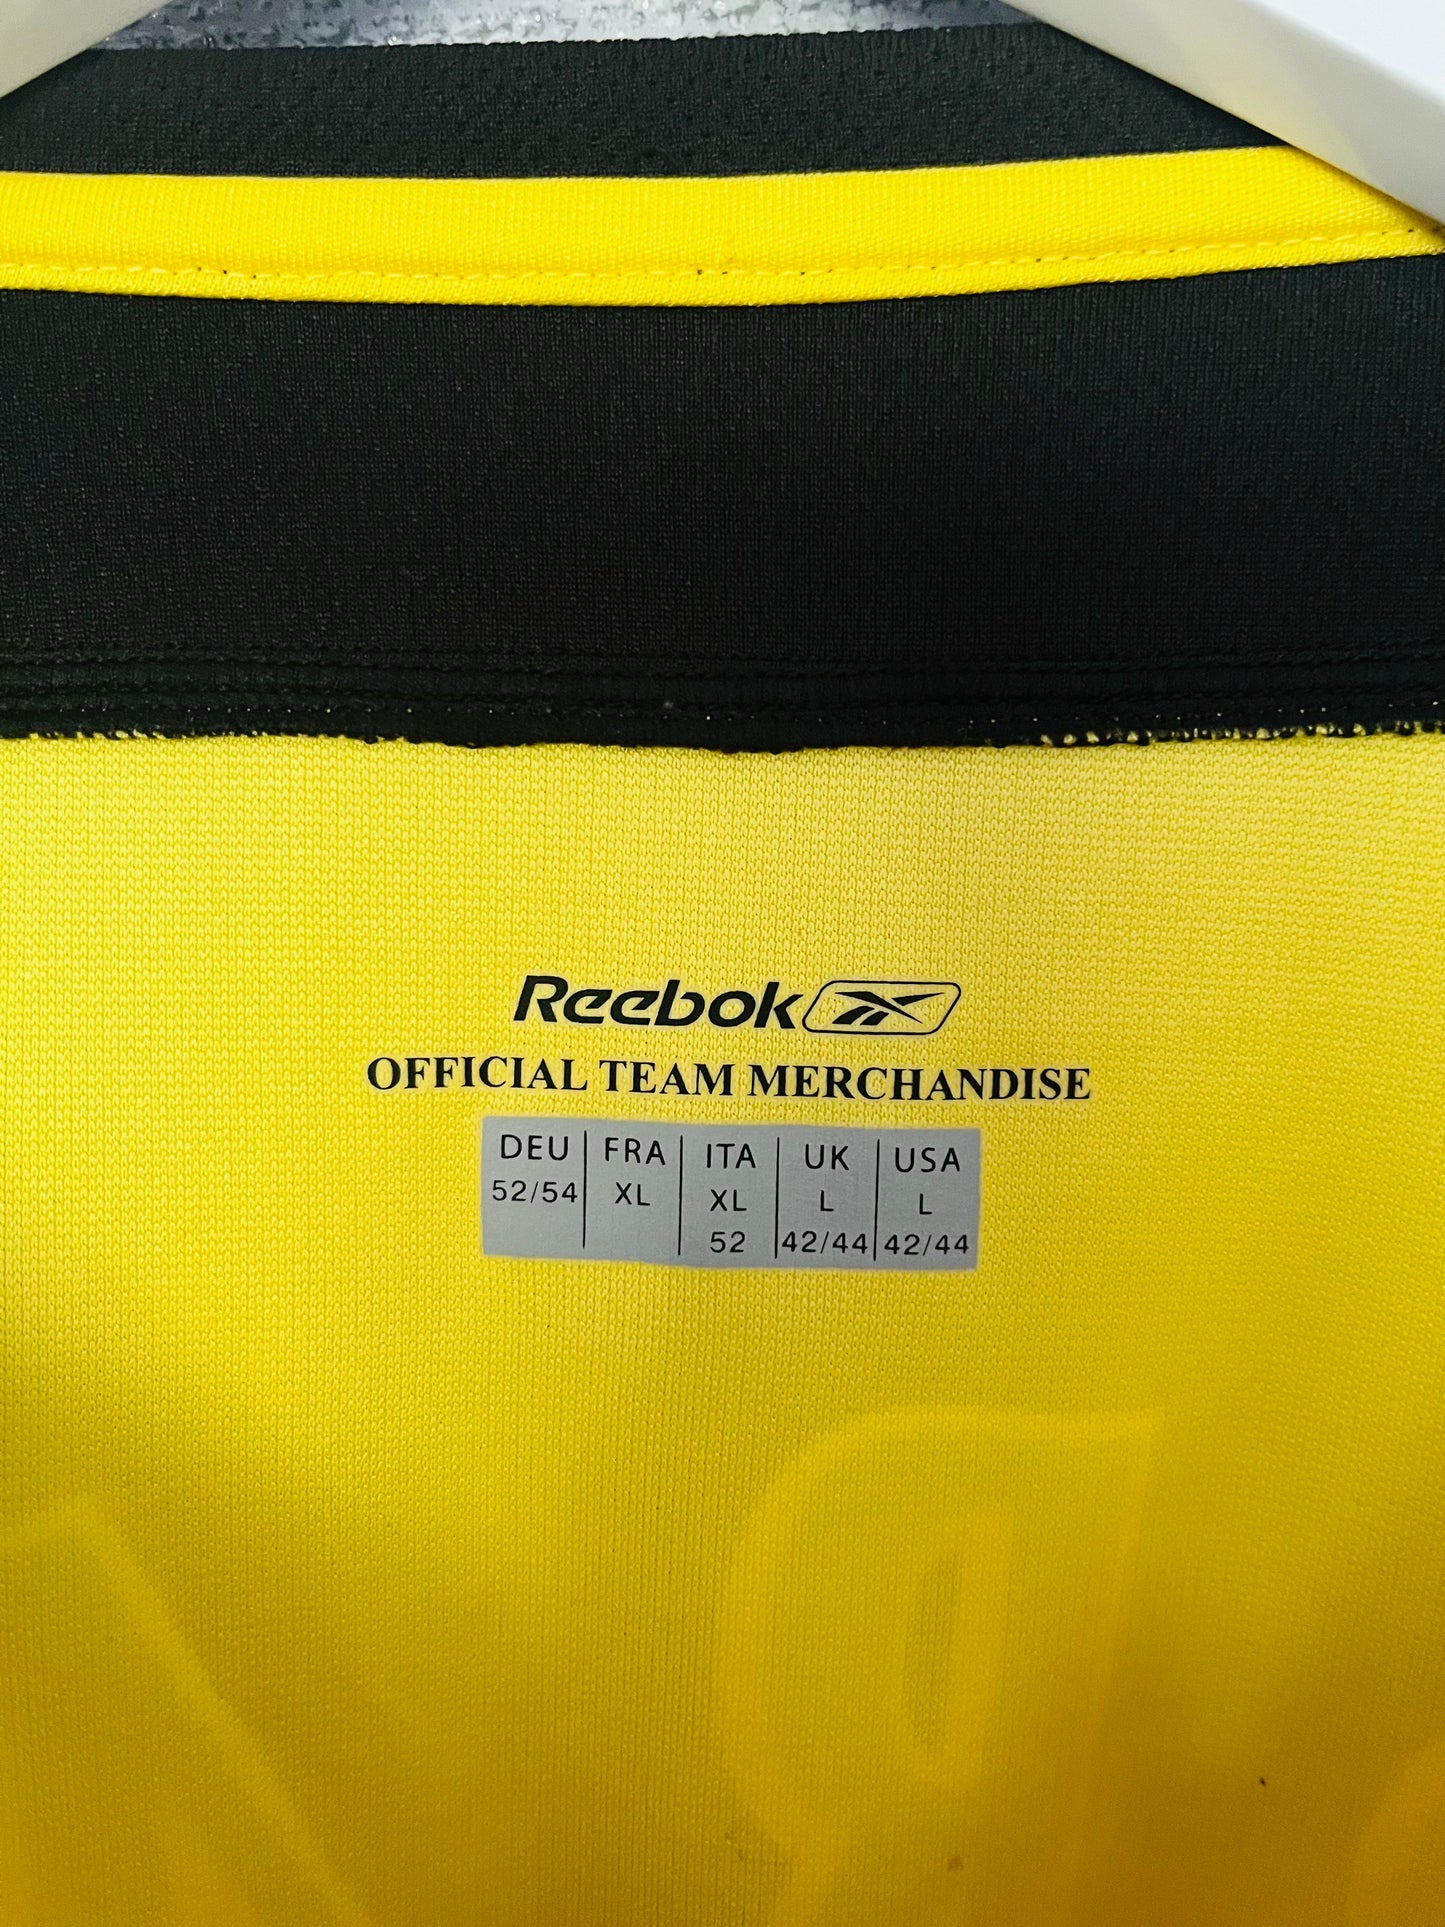 Reebok
OFFICIAL TEAM MERCHANDISE
DEU FRA ITA UK USA
52/54 XL XL L L
52 42/44 42/44